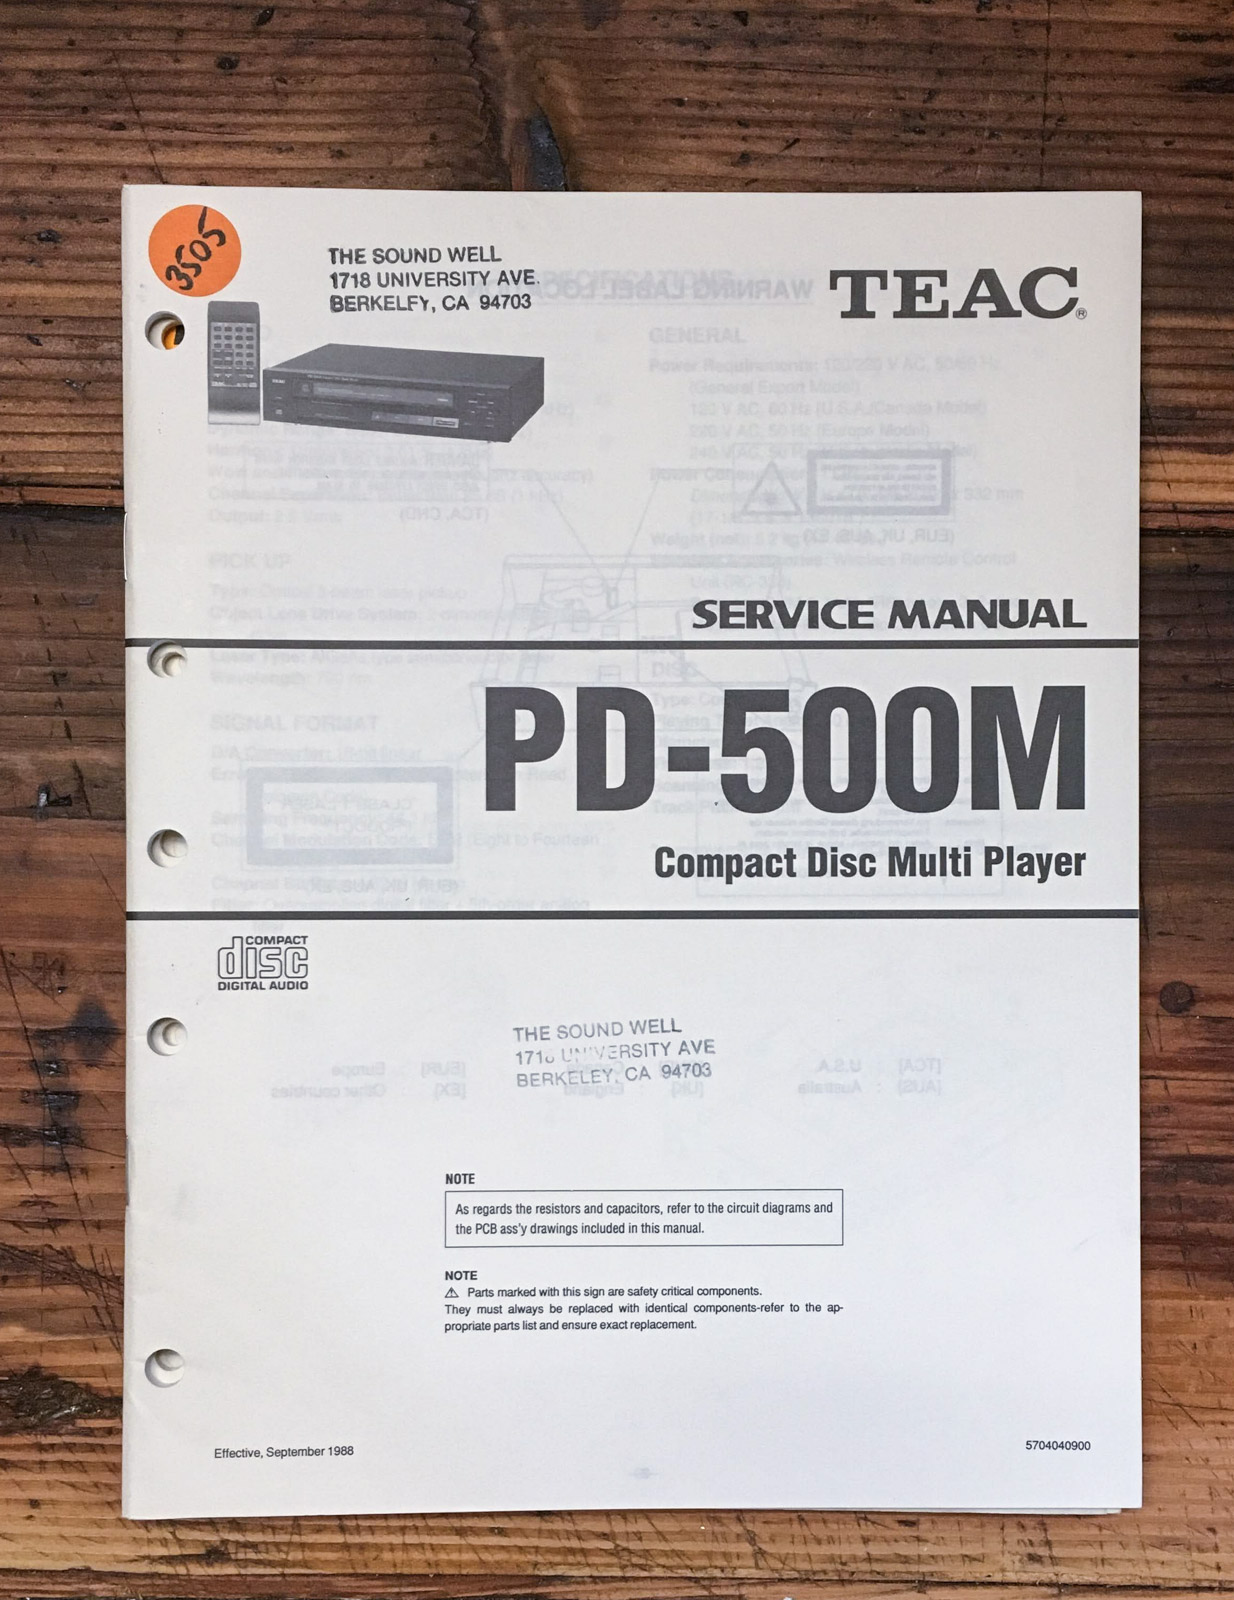 3505
THE SOUND WELL
1718 UNIVERSITY AVE.
BERKELEY, CA 94703
TEAC®
SERVICE MANUAL
PD-500M
Compact Disc Multi Player
COMPACT
disc
DIGITAL AUDIO
THE SOUND WELL
1718 UNIVERSITY AVE
BERKELEY, CA 94703
NOTE
As regards the resistors and capacitors, refer to the circuit diagrams and
the PCB ass'y drawings included in this manual.
NOTE
⚠ Parts marked with this sign are safety critical components.
They must always be replaced with identical components-refer to the ap-
propriate parts list and ensure exact replacement.
Effective, September 1988
5704040900